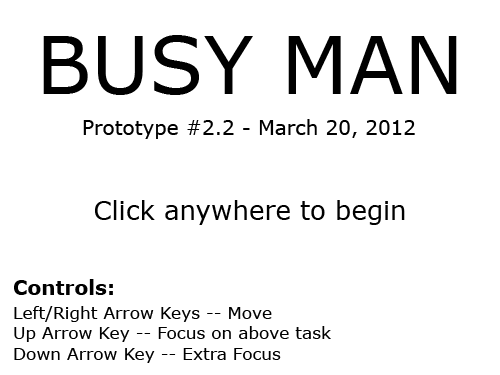 BUSY MAN
Prototype #2.2 - March 20, 2012
Click anywhere to begin
Controls:
Left/Right Arrow Keys -- Move
Up Arrow Key -- Focus on above task
Down Arrow Key -- Extra Focus